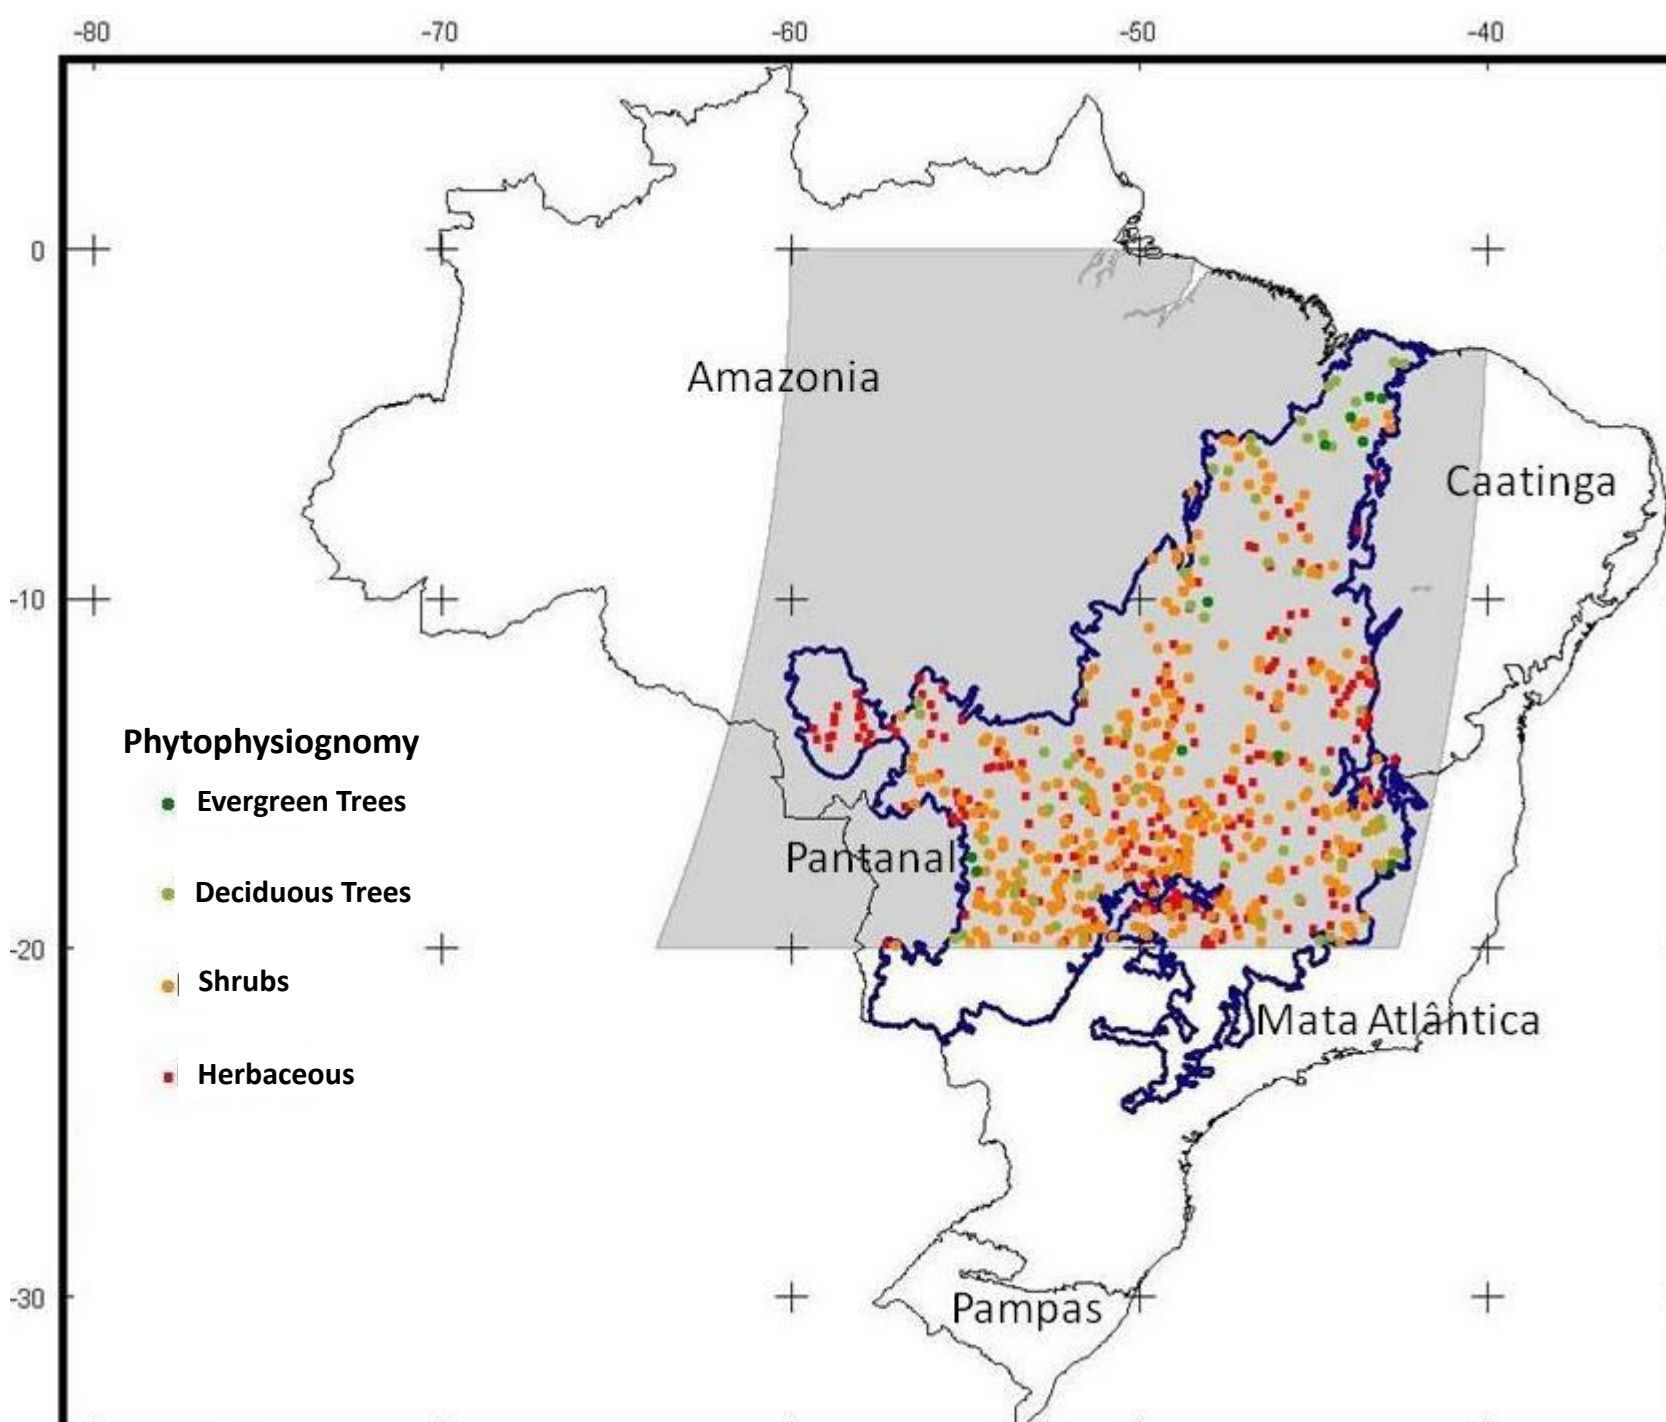 -80 -70 -60 -50 -40
0
Amazonia
Caatinga
-10
Phytophysiognomy
Evergreen Trees
Pantanal
Deciduous Trees
-20
Shrubs
Mata Atlântica
Herbaceous
-30
Pampas